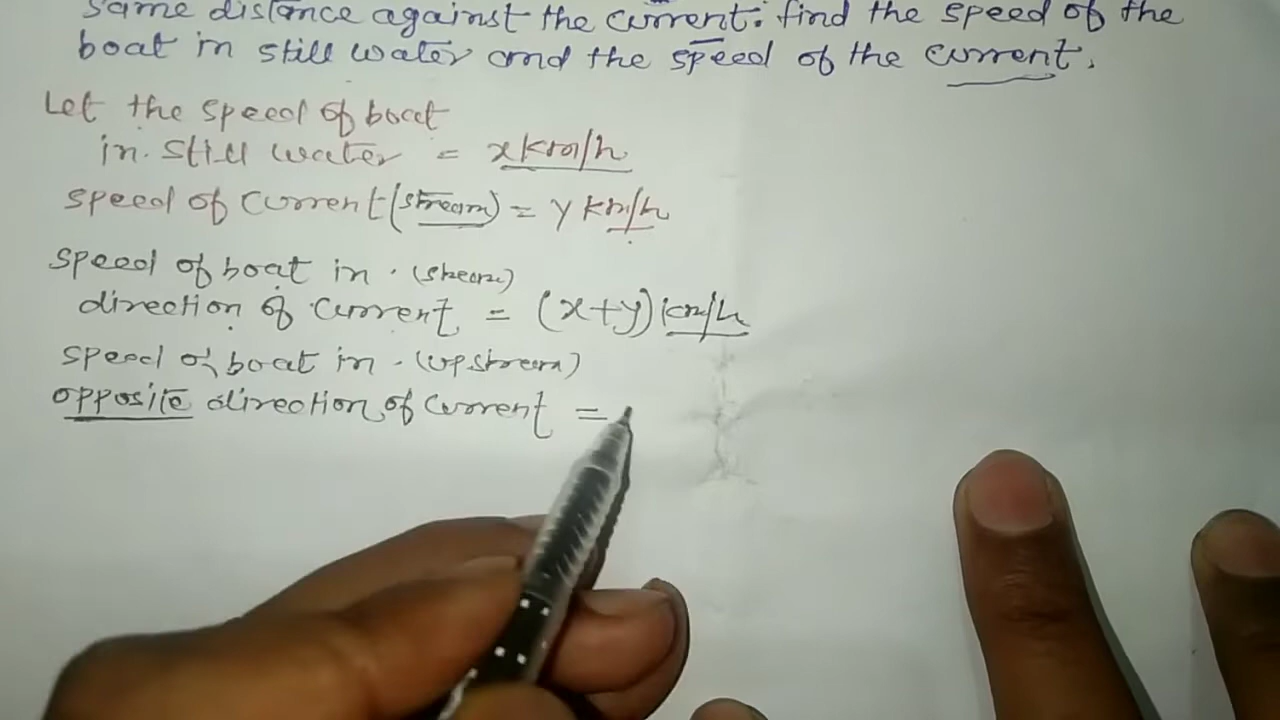 same distance against the current. find the speed of the
boat in still water and the speed of the current.
Let the speed of boat
in still water = x km/h
speed of current (stream) = y km/h
speed of boat in (stream)
direction of current = (x+y) km/h
speed of boat in (upstream)
opposite direction of current =